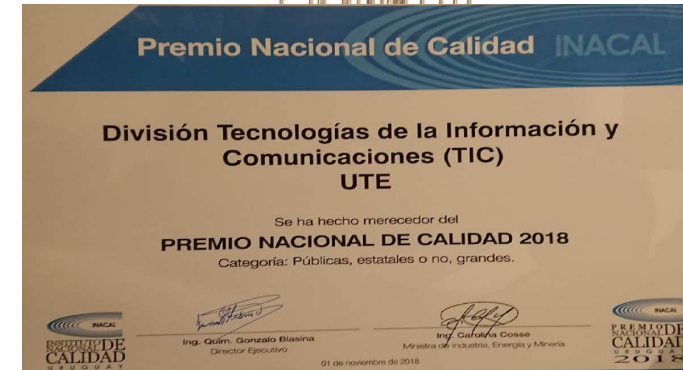 Premio Nacional de Calidad INACAL
División Tecnologías de la Información y
Comunicaciones (TIC)
UTE
Se ha hecho merecedor del
PREMIO NACIONAL DE CALIDAD 2018
Categoría: Públicas, estatales o no, grandes.
INACAL
INSTITUTO NACIONAL DE
CALIDAD
URUGUAY
Ing. Quím. Gonzalo Blasina
Director Ejecutivo
Ing. Carolina Cosse
Ministra de Industria, Energía y Minería
01 de noviembre de 2018
INACAL
PREMIO NACIONAL DE
CALIDAD
URUGUAY
2018